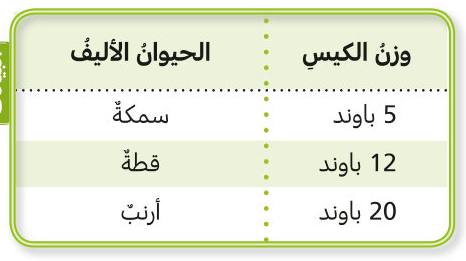 وزنُ الكيسِ الحيوانُ الأليفُ
5 باوند سمكةٌ
12 باوند قطةٌ
20 باوند أرنبٌ